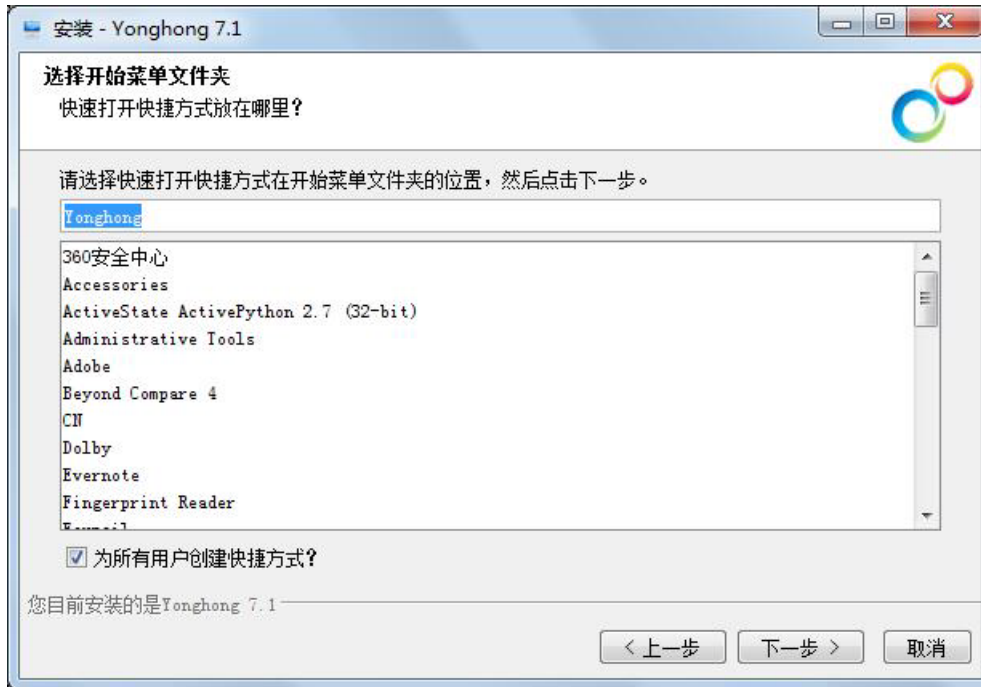 安装 - Yonghong 7.1
选择开始菜单文件夹
快速打开快捷方式放在哪里?
请选择快速打开快捷方式在开始菜单文件夹的位置，然后点击下一步。
Yonghong
360安全中心
Accessories
ActiveState ActivePython 2.7 (32-bit)
Administrative Tools
Adobe
Beyond Compare 4
CN
Dolby
Evernote
Fingerprint Reader
为所有用户创建快捷方式?
您目前安装的是Yonghong 7.1
< 上一步 下一步 > 取消